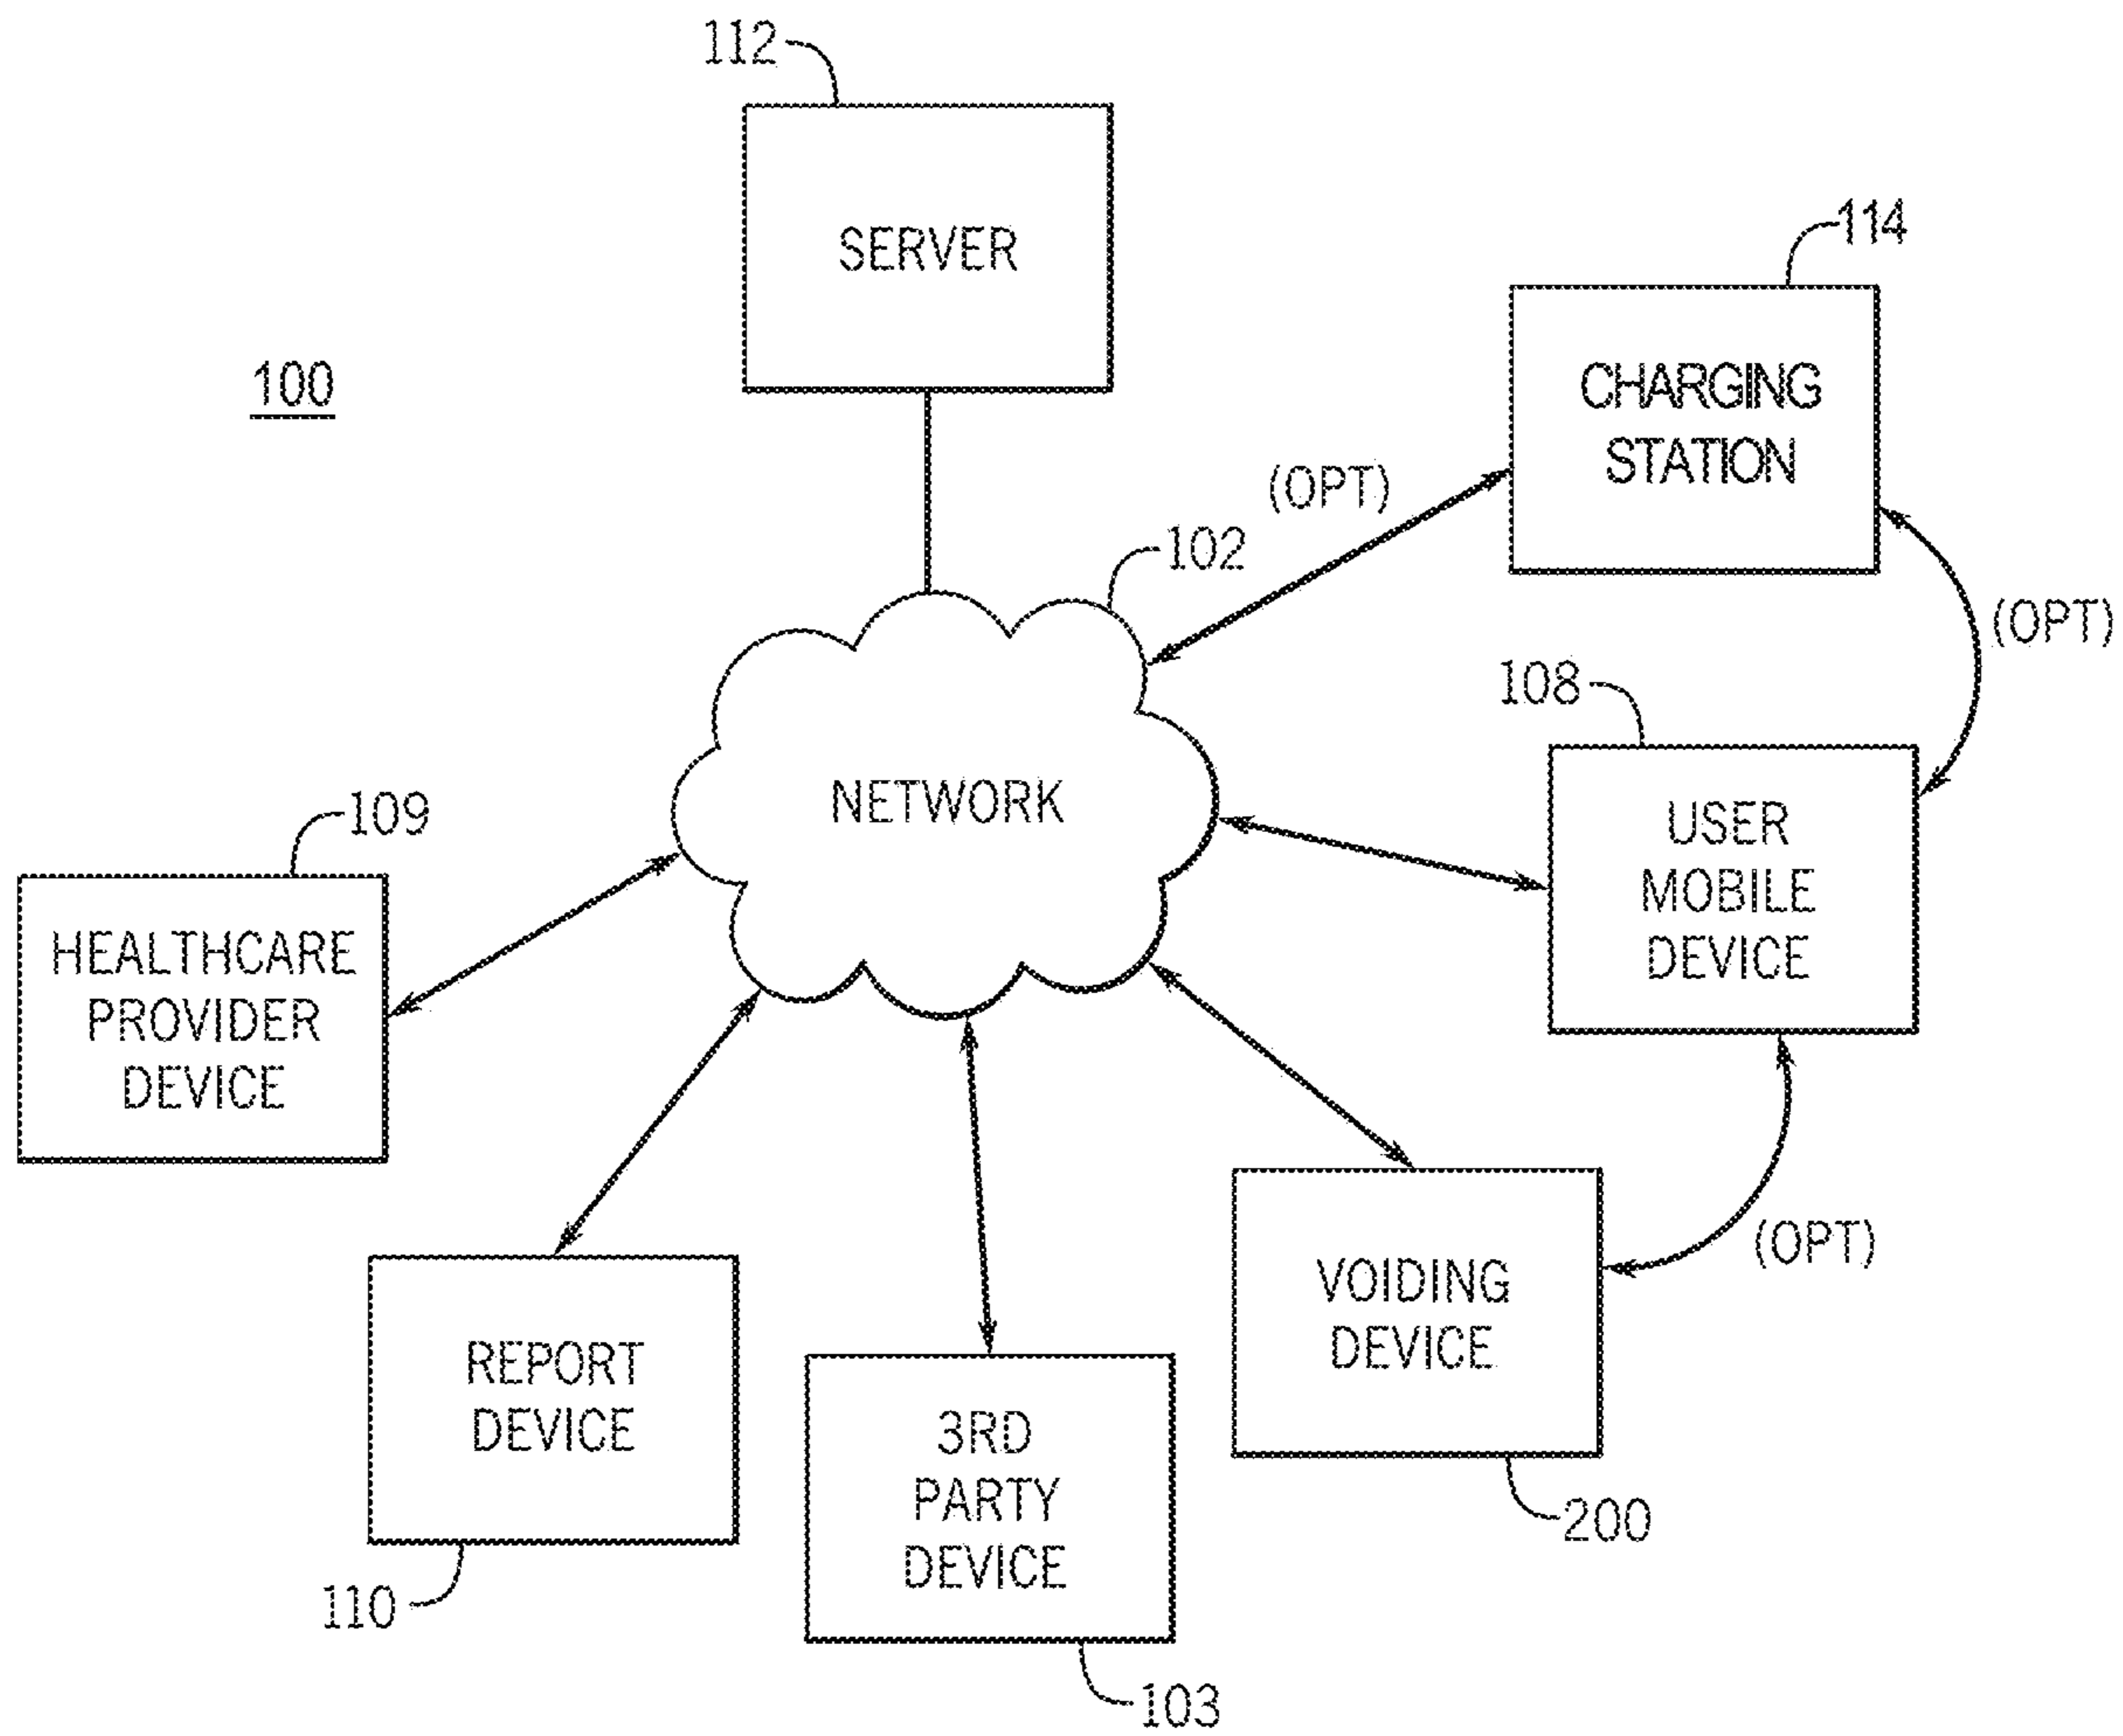 112
SERVER
114
100
CHARGING
STATION
(OPT)
102
(OPT)
108
NETWORK
109
USER
MOBILE
DEVICE
HEALTHCARE
PROVIDER
DEVICE
(OPT)
VOIDING
DEVICE
REPORT
DEVICE
3RD
PARTY
DEVICE
200
110
103